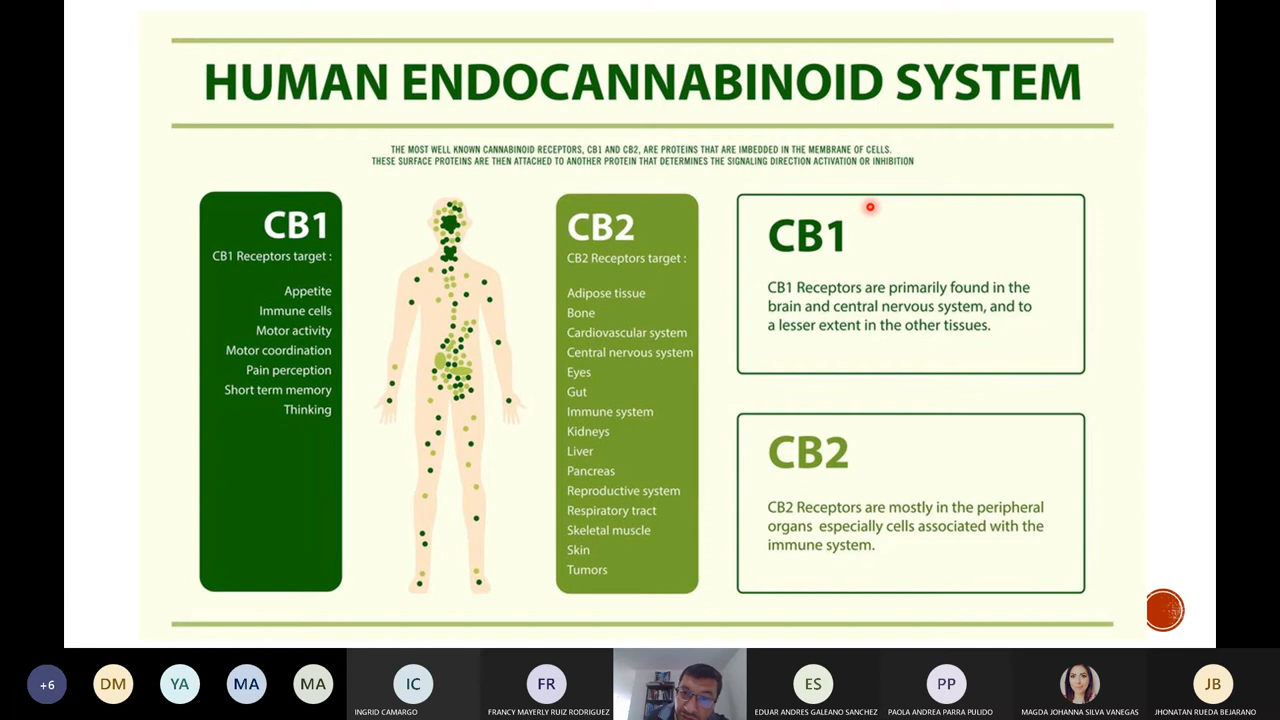 HUMAN ENDOCANNABINOID SYSTEM
THE MOST WELL KNOWN CANNABINOID RECEPTORS, CB1 AND CB2, ARE PROTEINS THAT ARE IMBEDDED IN THE MEMBRANE OF CELLS.
THESE SURFACE PROTEINS ARE THEN ATTACHED TO ANOTHER PROTEIN THAT DETERMINES THE SIGNALING DIRECTION ACTIVATION OR INHIBITION
CB1
CB1 Receptors target :
Appetite
Immune cells
Motor activity
Motor coordination
Pain perception
Short term memory
Thinking
CB2
CB2 Receptors target :
Adipose tissue
Bone
Cardiovascular system
Central nervous system
Eyes
Gut
Immune system
Kidneys
Liver
Pancreas
Reproductive system
Respiratory tract
Skeletal muscle
Skin
Tumors
CB1
CB1 Receptors are primarily found in the
brain and central nervous system, and to
a lesser extent in the other tissues.
CB2
CB2 Receptors are mostly in the peripheral
organs especially cells associated with the
immune system.
+6
DM
YA
MA
MA
IC
INGRID CAMARGO
FR
FRANCY MAYERLY RUIZ RODRIGUEZ
ES
EDUAR ANDRES GALEANO SANCHEZ
PP
PAOLA ANDREA PARRA PULIDO
MAGDA JOHANNA SILVA VANEGAS
JB
JHONATAN RUEDA BEJARANO